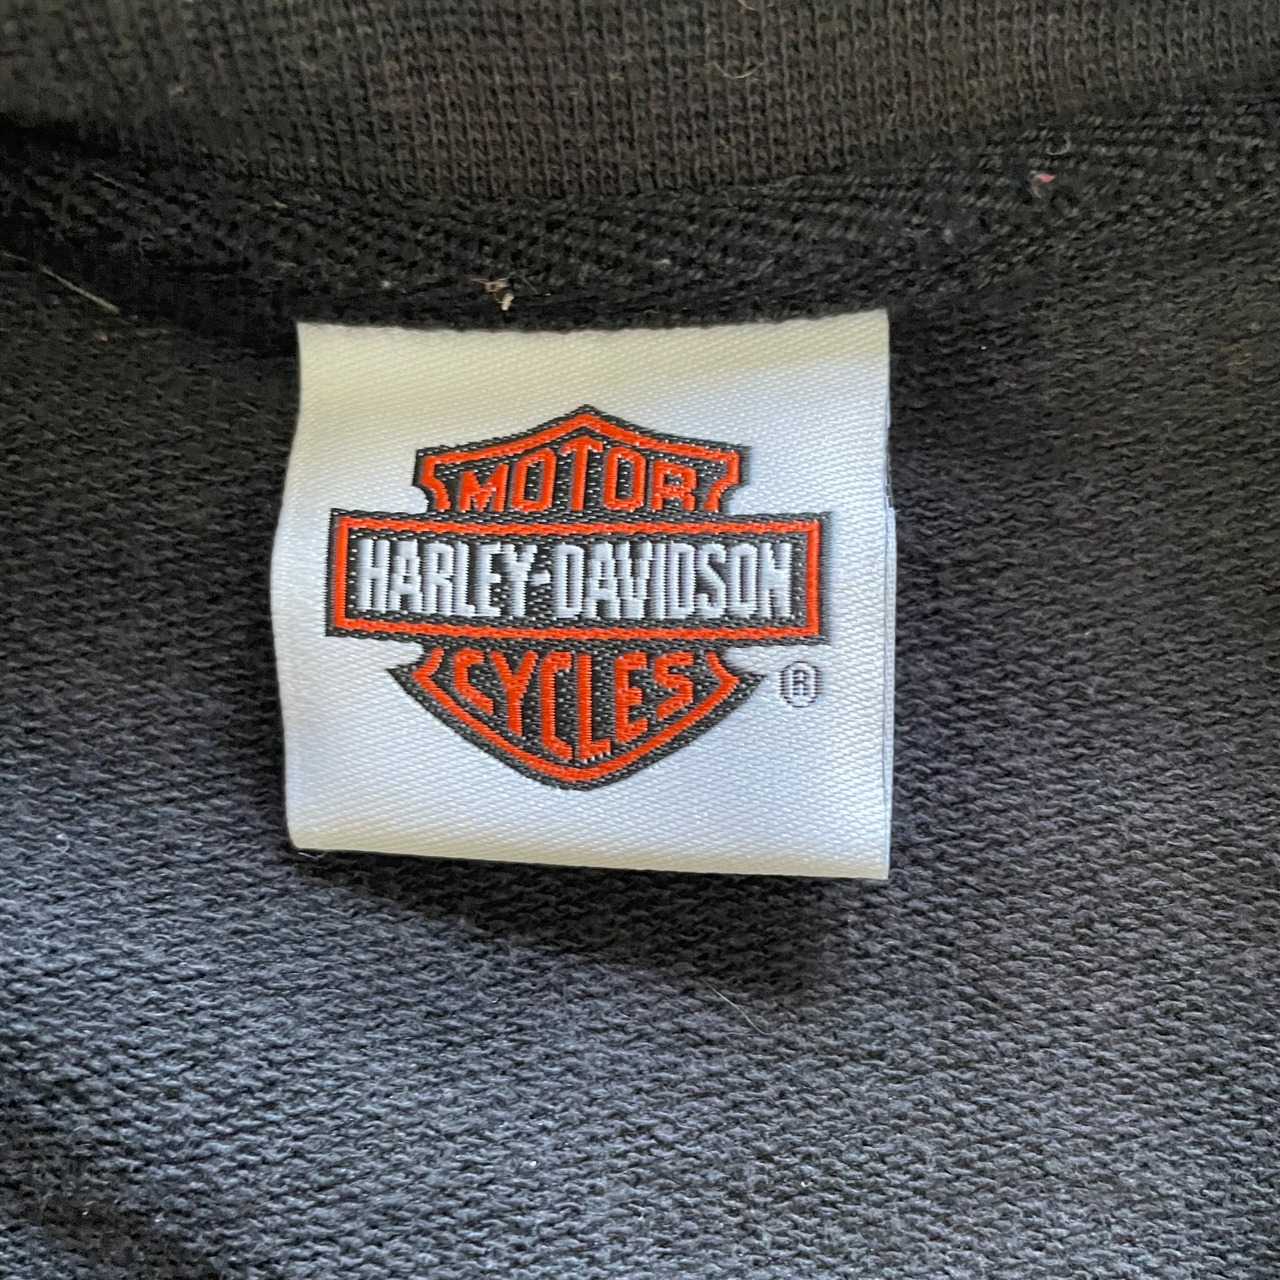 MOTOR
HARLEY-DAVIDSON
CYCLES
®